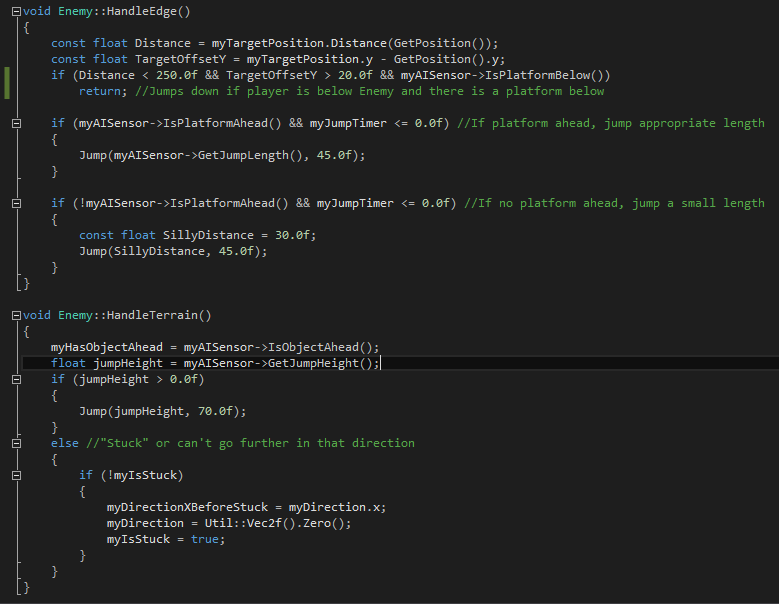 void Enemy::HandleEdge()
{
    const float Distance = myTargetPosition.Distance(GetPosition());
    const float TargetOffsetY = myTargetPosition.y - GetPosition().y;
    if (Distance < 250.0f && TargetOffsetY > 20.0f && myAISensor->IsPlatformBelow())
        return; //Jumps down if player is below Enemy and there is a platform below

    if (myAISensor->IsPlatformAhead() && myJumpTimer <= 0.0f) //If platform ahead, jump appropriate length
    {
        Jump(myAISensor->GetJumpLength(), 45.0f);
    }

    if (!myAISensor->IsPlatformAhead() && myJumpTimer <= 0.0f) //If no platform ahead, jump a small length
    {
        const float SillyDistance = 30.0f;
        Jump(SillyDistance, 45.0f);
    }
}

void Enemy::HandleTerrain()
{
    myHasObjectAhead = myAISensor->IsObjectAhead();
    float jumpHeight = myAISensor->GetJumpHeight();
    if (jumpHeight > 0.0f)
    {
        Jump(jumpHeight, 70.0f);
    }
    else //"Stuck" or can't go further in that direction
    {
        if (!myIsStuck)
        {
            myDirectionXBeforeStuck = myDirection.x;
            myDirection = Util::Vec2f().Zero();
            myIsStuck = true;
        }
    }
}